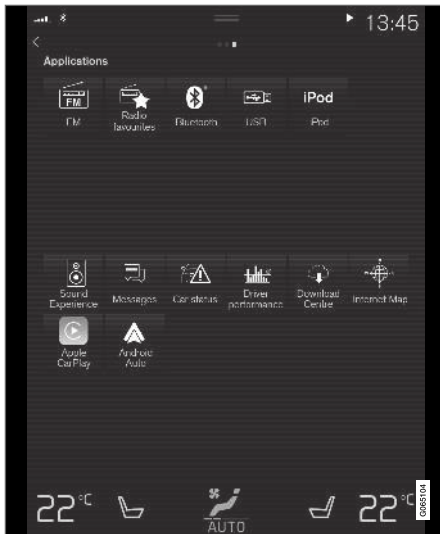 13:45
Applications
FM
iPod
FM
Radio
favourites
Bluetooth
USB
iPod
Sound
Experience
Messages
Car status
Driver
performance
Download
Centre
Internet Map
Apple
CarPlay
Android
Auto
22°C
AUTO
22°C
G065104